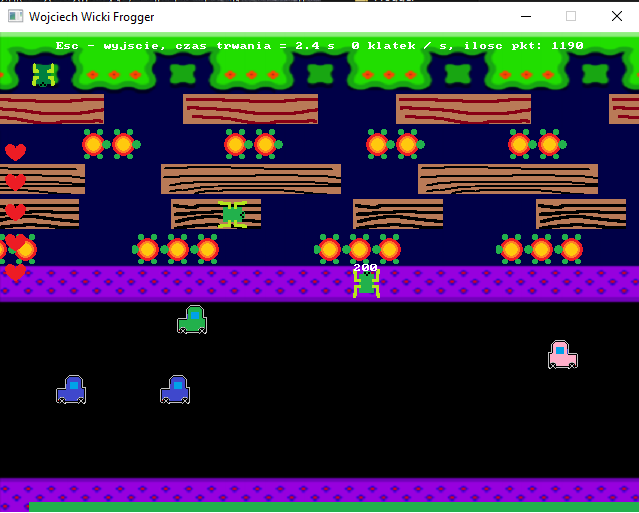 Wojciech Wicki Frogger
Esc - wyjscie, czas trwania = 2.4 s  0 klatek / s, ilosc pkt: 1190
200